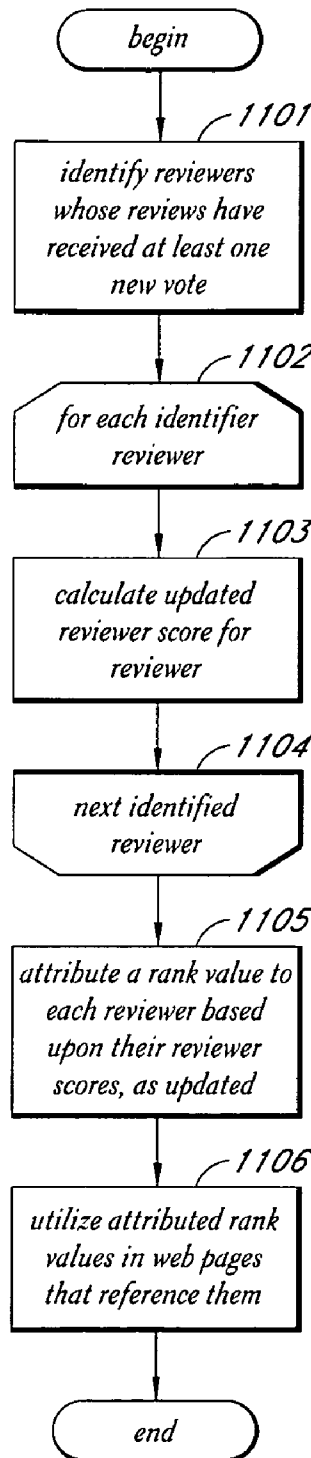 begin
1101
identify reviewers
whose reviews have
received at least one
new vote
1102
for each identifier
reviewer
1103
calculate updated
reviewer score for
reviewer
1104
next identified
reviewer
1105
attribute a rank value to
each reviewer based
upon their reviewer
scores, as updated
1106
utilize attributed rank
values in web pages
that reference them
end